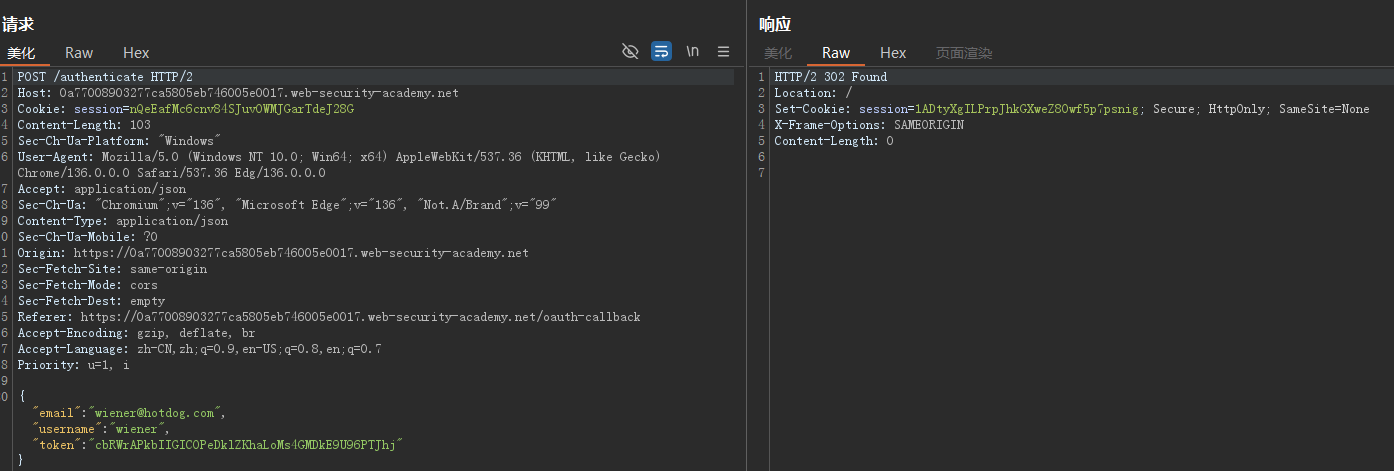 请求
美化 Raw Hex
\n
1 POST /authenticate HTTP/2
2 Host: 0a77008903277ca5805eb746005e0017.web-security-academy.net
3 Cookie: session=nQeEafMc6cnv84SJuvOWMJGarTdeJ28G
4 Content-Length: 103
5 Sec-Ch-Ua-Platform: "Windows"
6 User-Agent: Mozilla/5.0 (Windows NT 10.0; Win64; x64) AppleWebKit/537.36 (KHTML, like Gecko)
Chrome/136.0.0.0 Safari/537.36 Edg/136.0.0.0
7 Accept: application/json
8 Sec-Ch-Ua: "Chromium";v="136", "Microsoft Edge";v="136", "Not.A/Brand";v="99"
9 Content-Type: application/json
0 Sec-Ch-Ua-Mobile: ?0
1 Origin: https://0a77008903277ca5805eb746005e0017.web-security-academy.net
2 Sec-Fetch-Site: same-origin
3 Sec-Fetch-Mode: cors
4 Sec-Fetch-Dest: empty
5 Referer: https://0a77008903277ca5805eb746005e0017.web-security-academy.net/oauth-callback
6 Accept-Encoding: gzip, deflate, br
7 Accept-Language: zh-CN,zh;q=0.9,en-US;q=0.8,en;q=0.7
8 Priority: u=1, i
9
0 {
"email":"wiener@hotdog.com",
"username":"wiener",
"token":"cbRWrAPkbIIGICOPeDklZKhaLoMs4GMDkE9U96PTJhj"
}
响应
美化 Raw Hex 页面渲染
1 HTTP/2 302 Found
2 Location: /
3 Set-Cookie: session=1ADtyXgILPrpJhkGXweZ8Owf5p7psnig; Secure; HttpOnly; SameSite=None
4 X-Frame-Options: SAMEORIGIN
5 Content-Length: 0
6
7